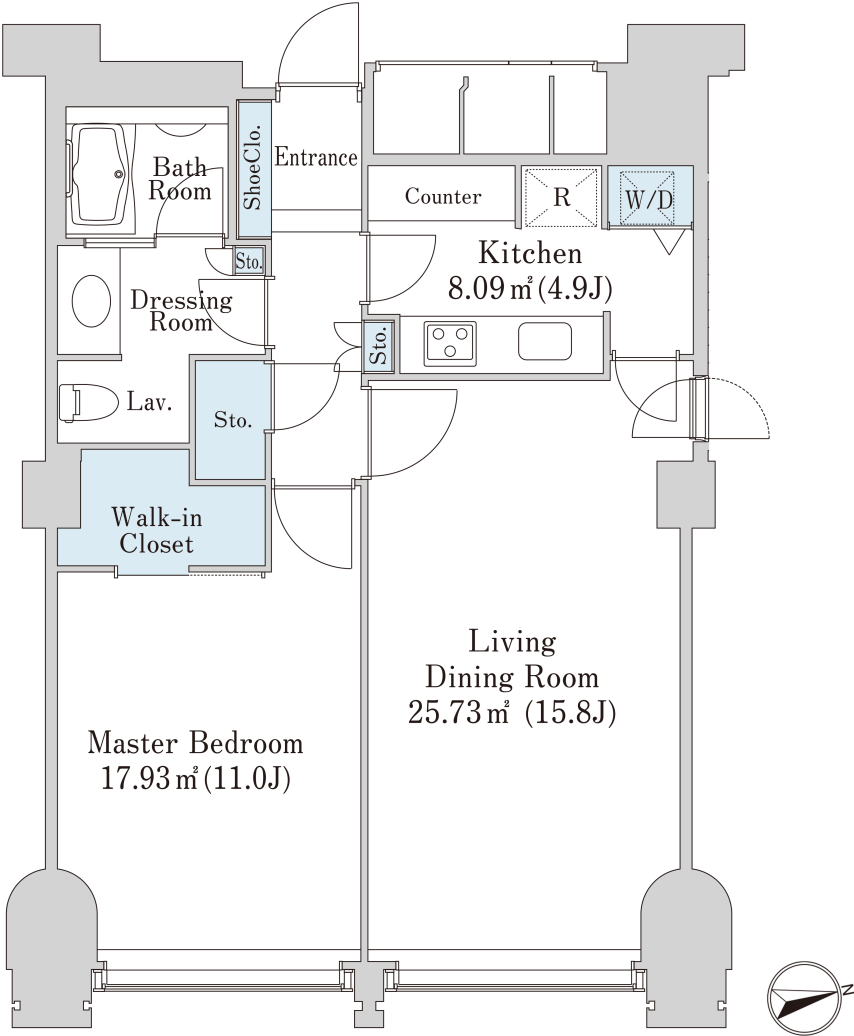 Bath
Room
ShoeClo.
Entrance
Counter
R
W/D
Kitchen
8.09㎡(4.9J)
Sto.
Dressing
Room
Sto.
Lav.
Sto.
Walk-in
Closet
Living
Dining Room
25.73㎡ (15.8J)
Master Bedroom
17.93㎡(11.0J)
N